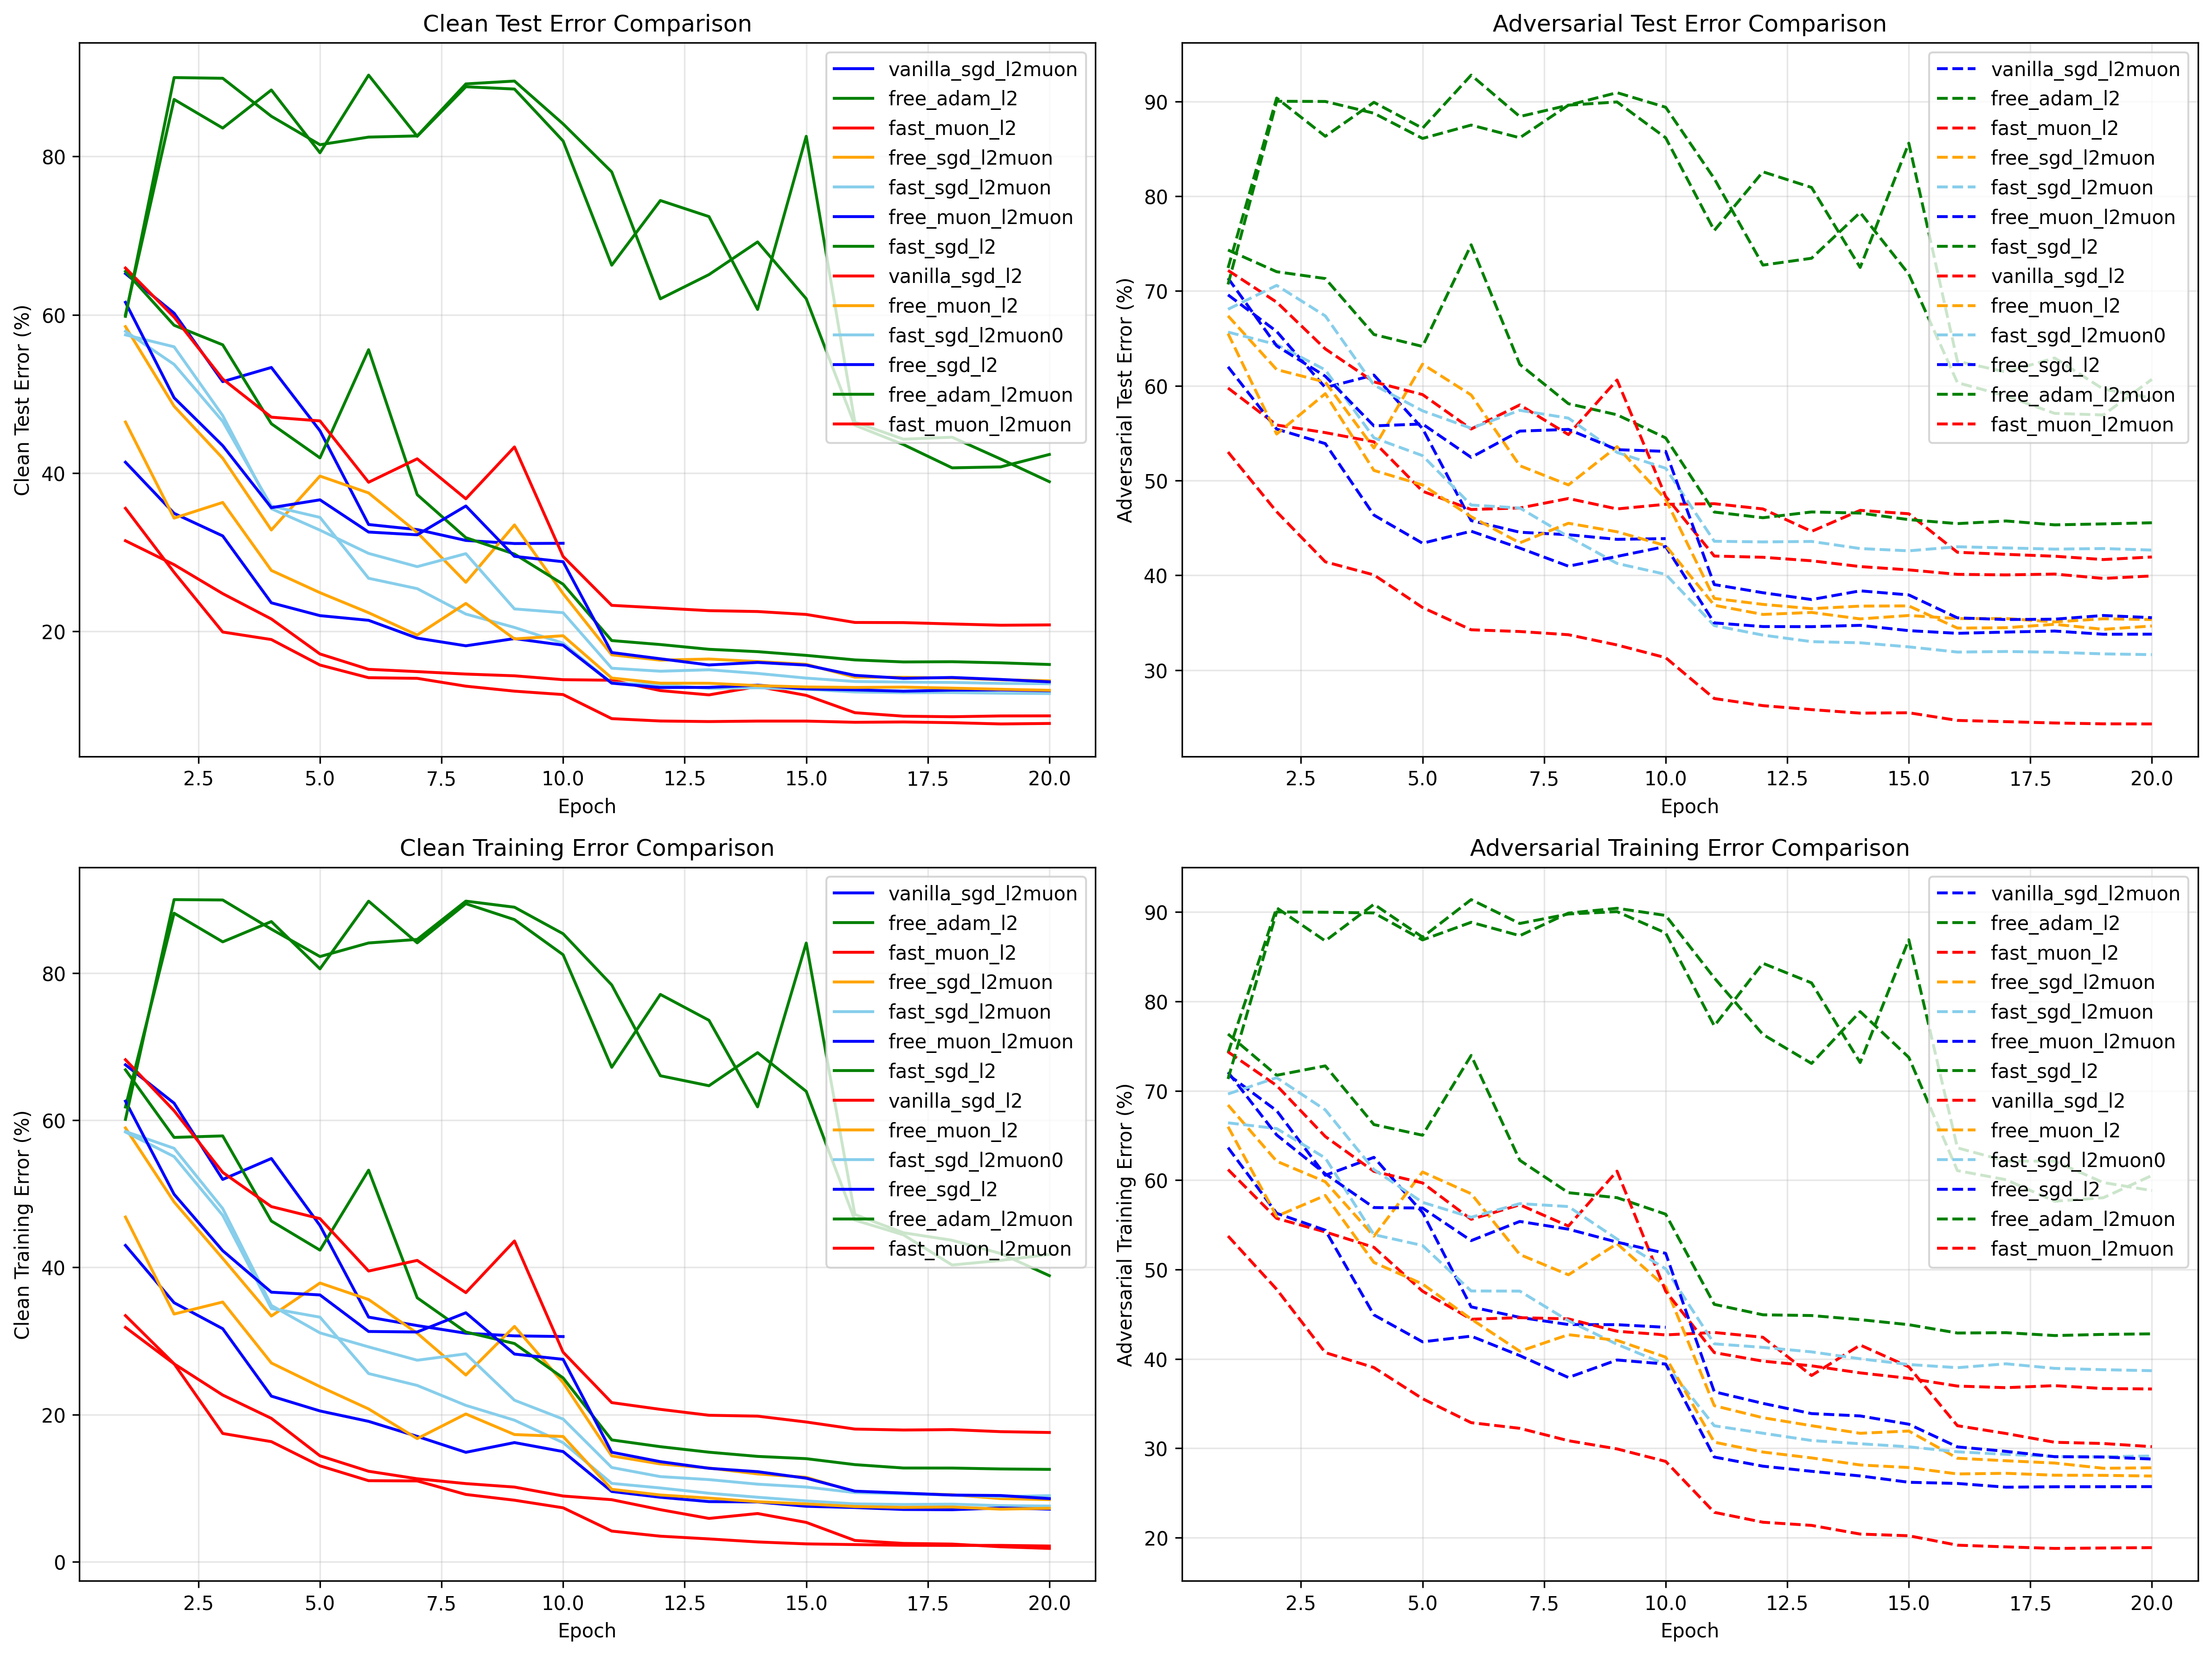 Clean Test Error Comparison
Clean Test Error (%)
80
60
40
20
2.5
5.0
7.5
10.0
12.5
15.0
17.5
20.0
Epoch
vanilla_sgd_l2muon
free_adam_l2
fast_muon_l2
free_sgd_l2muon
fast_sgd_l2muon
free_muon_l2muon
fast_sgd_l2
vanilla_sgd_l2
free_muon_l2
fast_sgd_l2muon0
free_sgd_l2
free_adam_l2muon
fast_muon_l2muon
Adversarial Test Error Comparison
Adversarial Test Error (%)
90
80
70
60
50
40
30
2.5
5.0
7.5
10.0
12.5
15.0
17.5
20.0
Epoch
vanilla_sgd_l2muon
free_adam_l2
fast_muon_l2
free_sgd_l2muon
fast_sgd_l2muon
free_muon_l2muon
fast_sgd_l2
vanilla_sgd_l2
free_muon_l2
fast_sgd_l2muon0
free_sgd_l2
free_adam_l2muon
fast_muon_l2muon
Clean Training Error Comparison
Clean Training Error (%)
80
60
40
20
0
2.5
5.0
7.5
10.0
12.5
15.0
17.5
20.0
Epoch
vanilla_sgd_l2muon
free_adam_l2
fast_muon_l2
free_sgd_l2muon
fast_sgd_l2muon
free_muon_l2muon
fast_sgd_l2
vanilla_sgd_l2
free_muon_l2
fast_sgd_l2muon0
free_sgd_l2
free_adam_l2muon
fast_muon_l2muon
Adversarial Training Error Comparison
Adversarial Training Error (%)
90
80
70
60
50
40
30
20
2.5
5.0
7.5
10.0
12.5
15.0
17.5
20.0
Epoch
vanilla_sgd_l2muon
free_adam_l2
fast_muon_l2
free_sgd_l2muon
fast_sgd_l2muon
free_muon_l2muon
fast_sgd_l2
vanilla_sgd_l2
free_muon_l2
fast_sgd_l2muon0
free_sgd_l2
free_adam_l2muon
fast_muon_l2muon